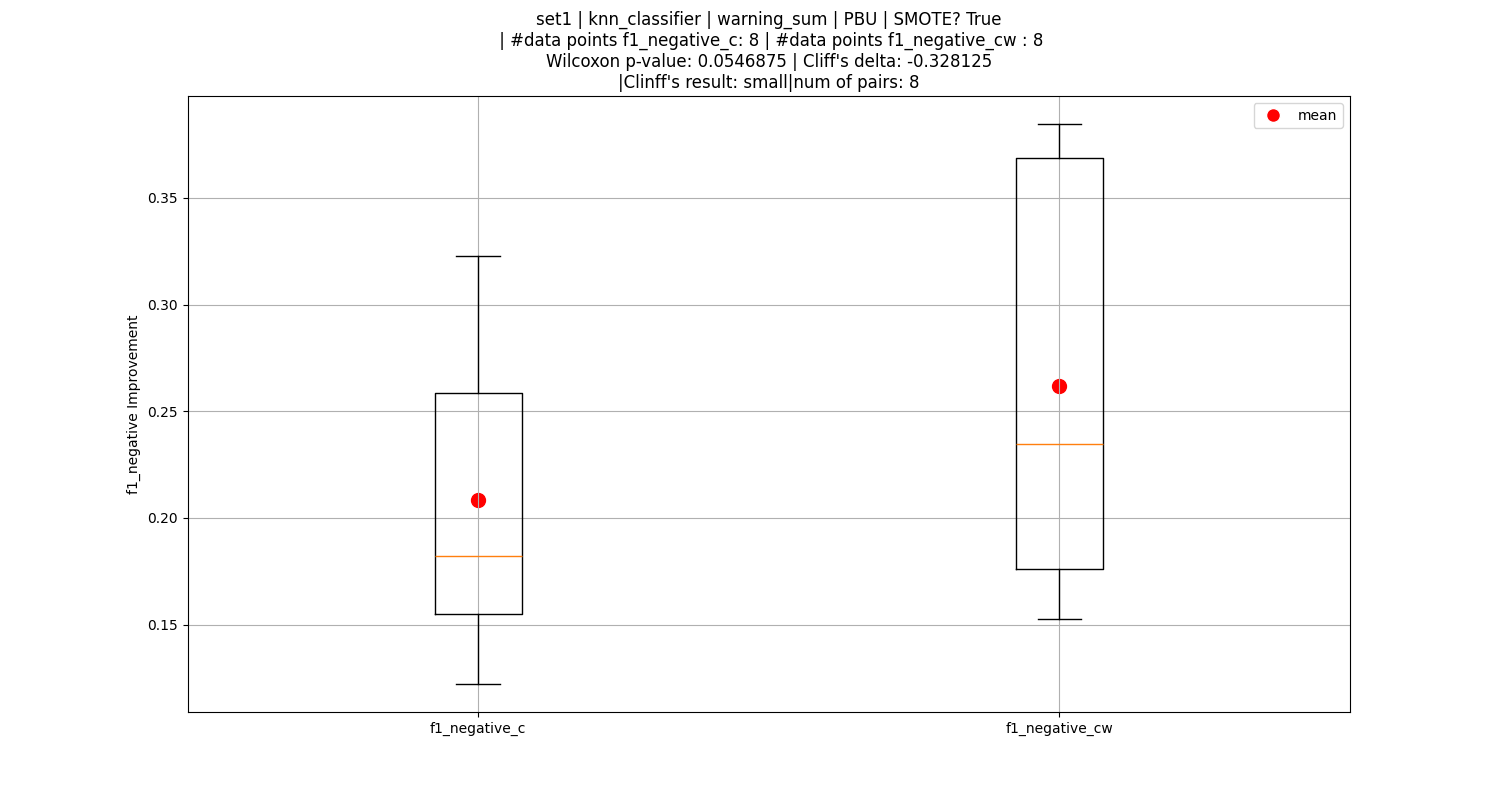 set1 | knn_classifier | warning_sum | PBU | SMOTE? True
| #data points f1_negative_c: 8 | #data points f1_negative_cw : 8
Wilcoxon p-value: 0.0546875 | Cliff's delta: -0.328125
|Clinff's result: small|num of pairs: 8
mean
0.35
0.30
0.25
0.20
0.15
f1_negative Improvement
f1_negative_c
f1_negative_cw